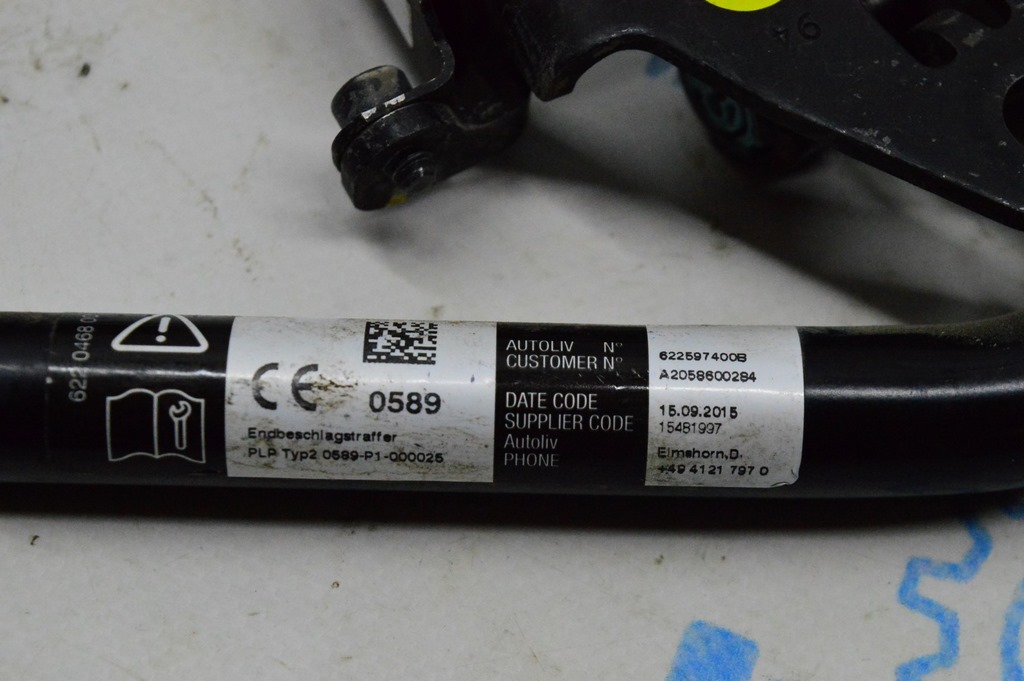 CE
0589
Endbeschlagstraffer
PLP Typ2 0589-P1-000025
AUTOLIV N° 622597400B
CUSTOMER N° A2058600284
DATE CODE 15.09.2015
SUPPLIER CODE 15481997
Autoliv Elmshorn,D.
PHONE +49 4121 797 0